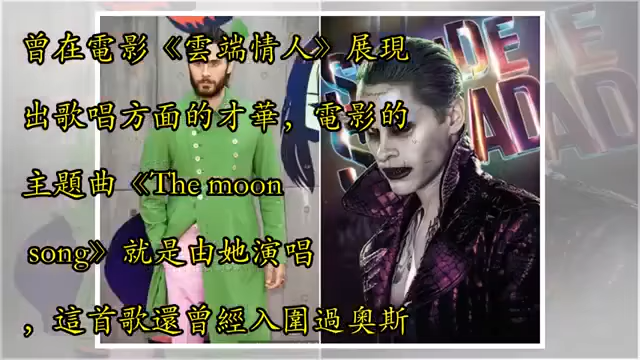 曾在電影《雲端情人》展現
出歌唱方面的才華，電影的
主題曲《The moon
song》就是由她演唱
，這首歌還曾經入圍過奧斯